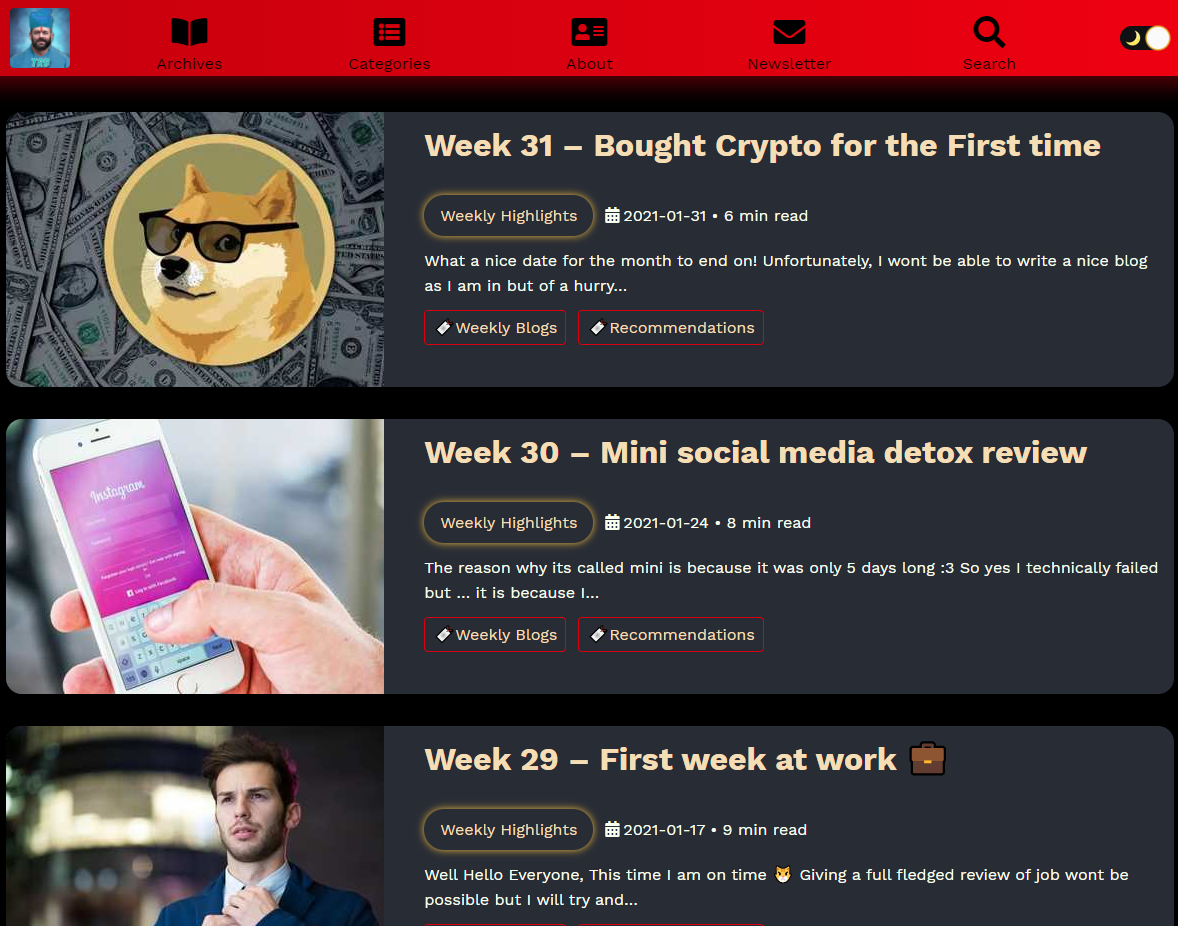 Archives
Categories
About
Newsletter
Search
Week 31 – Bought Crypto for the First time
Weekly Highlights
2021-01-31 • 6 min read
What a nice date for the month to end on! Unfortunately, I wont be able to write a nice blog
as I am in but of a hurry...
Weekly Blogs
Recommendations
Instagram
Log in with Facebook
space
Week 30 – Mini social media detox review
Weekly Highlights
2021-01-24 • 8 min read
The reason why its called mini is because it was only 5 days long :3 So yes I technically failed
but ... it is because I...
Weekly Blogs
Recommendations
Week 29 – First week at work
Weekly Highlights
2021-01-17 • 9 min read
Well Hello Everyone, This time I am on time 🐱 Giving a full fledged review of job wont be
possible but I will try and...